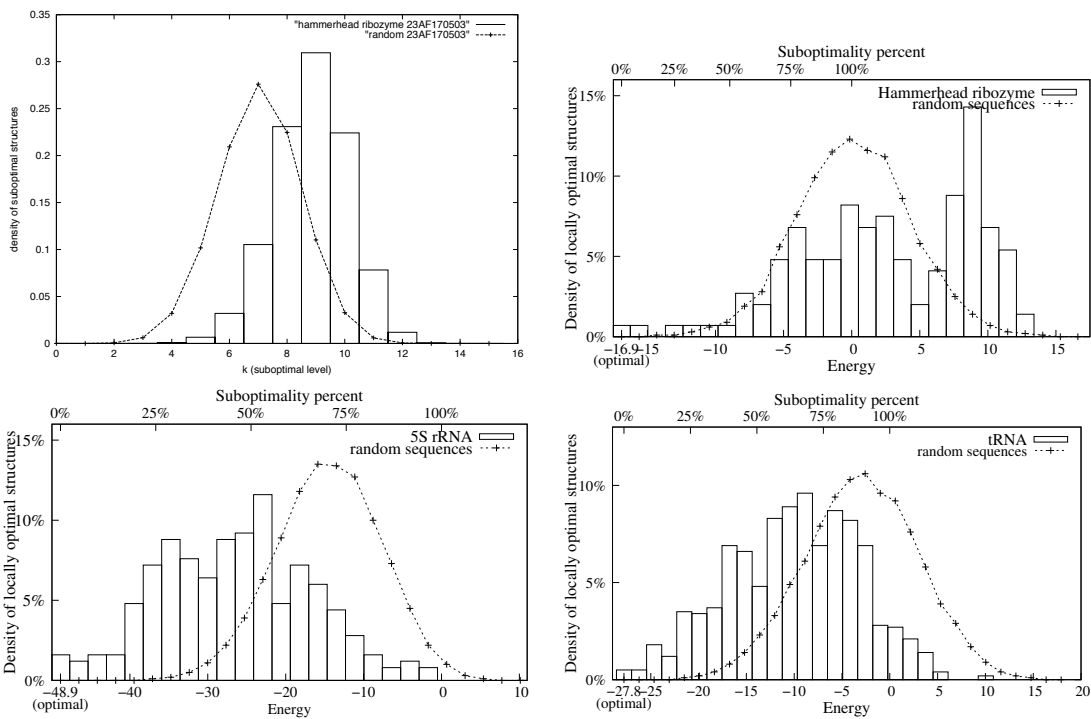 0.35
0.3
0.25
0.2
0.15
0.1
0.05
0
density of suboptimal structures
"hammerhead ribozyme 23AF170503"
"random 23AF170503"
0 2 4 6 8 10 12 14 16
k (suboptimal level)
Suboptimality percent
0% 25% 50% 75% 100%
Hammerhead ribozyme
random sequences
15%
10%
5%
0%
Density of locally optimal structures
−16.9 −15 −10 −5 0 5 10 15
(optimal)
Energy
Suboptimality percent
0% 25% 50% 75% 100%
5S rRNA
random sequences
15%
10%
5%
0%
Density of locally optimal structures
−48.9 −40 −30 −20 −10 0 10
(optimal)
Energy
Suboptimality percent
0% 25% 50% 75% 100%
tRNA
random sequences
10%
5%
0%
Density of locally optimal structures
−27.8 −25 −20 −15 −10 −5 0 5 10 15 20
(optimal)
Energy